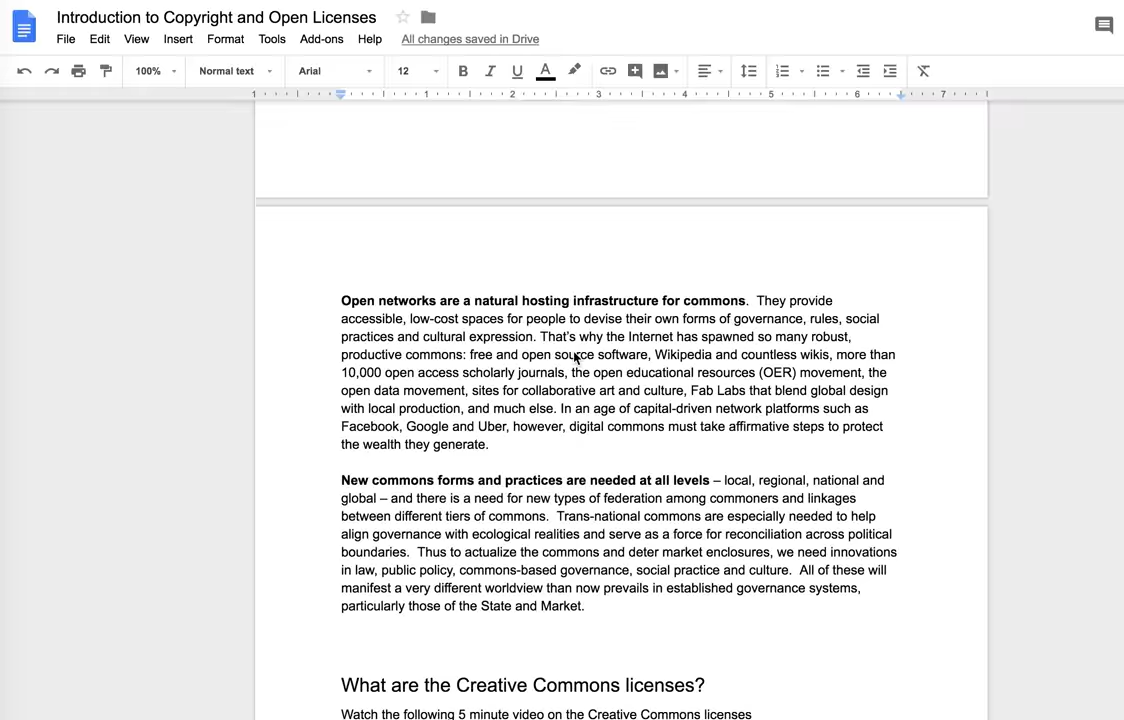 Introduction to Copyright and Open Licenses
File Edit View Insert Format Tools Add-ons Help All changes saved in Drive
100% Normal text Arial 12 B I U A
1 1 2 3 4 5 6 7
Open networks are a natural hosting infrastructure for commons.  They provide
accessible, low-cost spaces for people to devise their own forms of governance, rules, social
practices and cultural expression. That's why the Internet has spawned so many robust,
productive commons: free and open source software, Wikipedia and countless wikis, more than
10,000 open access scholarly journals, the open educational resources (OER) movement, the
open data movement, sites for collaborative art and culture, Fab Labs that blend global design
with local production, and much else. In an age of capital-driven network platforms such as
Facebook, Google and Uber, however, digital commons must take affirmative steps to protect
the wealth they generate.
New commons forms and practices are needed at all levels – local, regional, national and
global – and there is a need for new types of federation among commoners and linkages
between different tiers of commons.  Trans-national commons are especially needed to help
align governance with ecological realities and serve as a force for reconciliation across political
boundaries.  Thus to actualize the commons and deter market enclosures, we need innovations
in law, public policy, commons-based governance, social practice and culture.  All of these will
manifest a very different worldview than now prevails in established governance systems,
particularly those of the State and Market.
What are the Creative Commons licenses?
Watch the following 5 minute video on the Creative Commons licenses